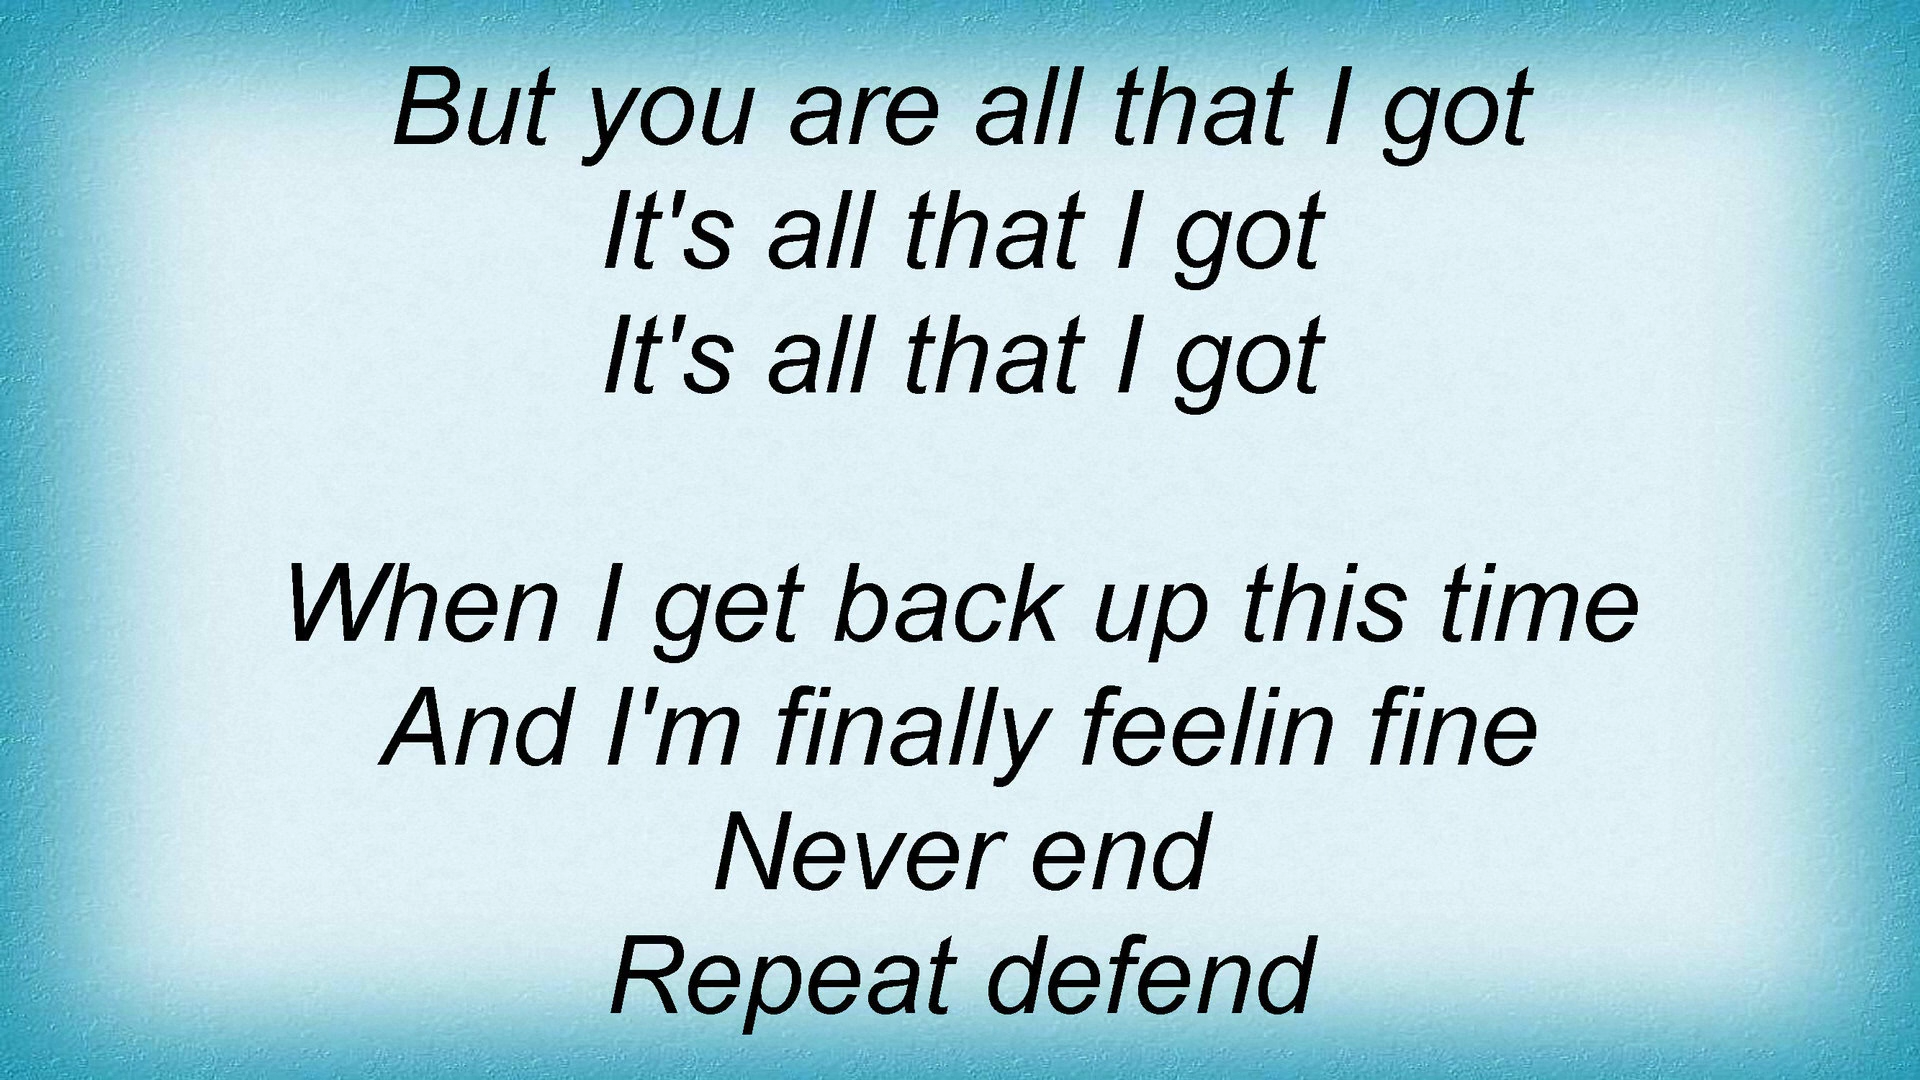 But you are all that I got
It's all that I got
It's all that I got
When I get back up this time
And I'm finally feelin fine
Never end
Repeat defend